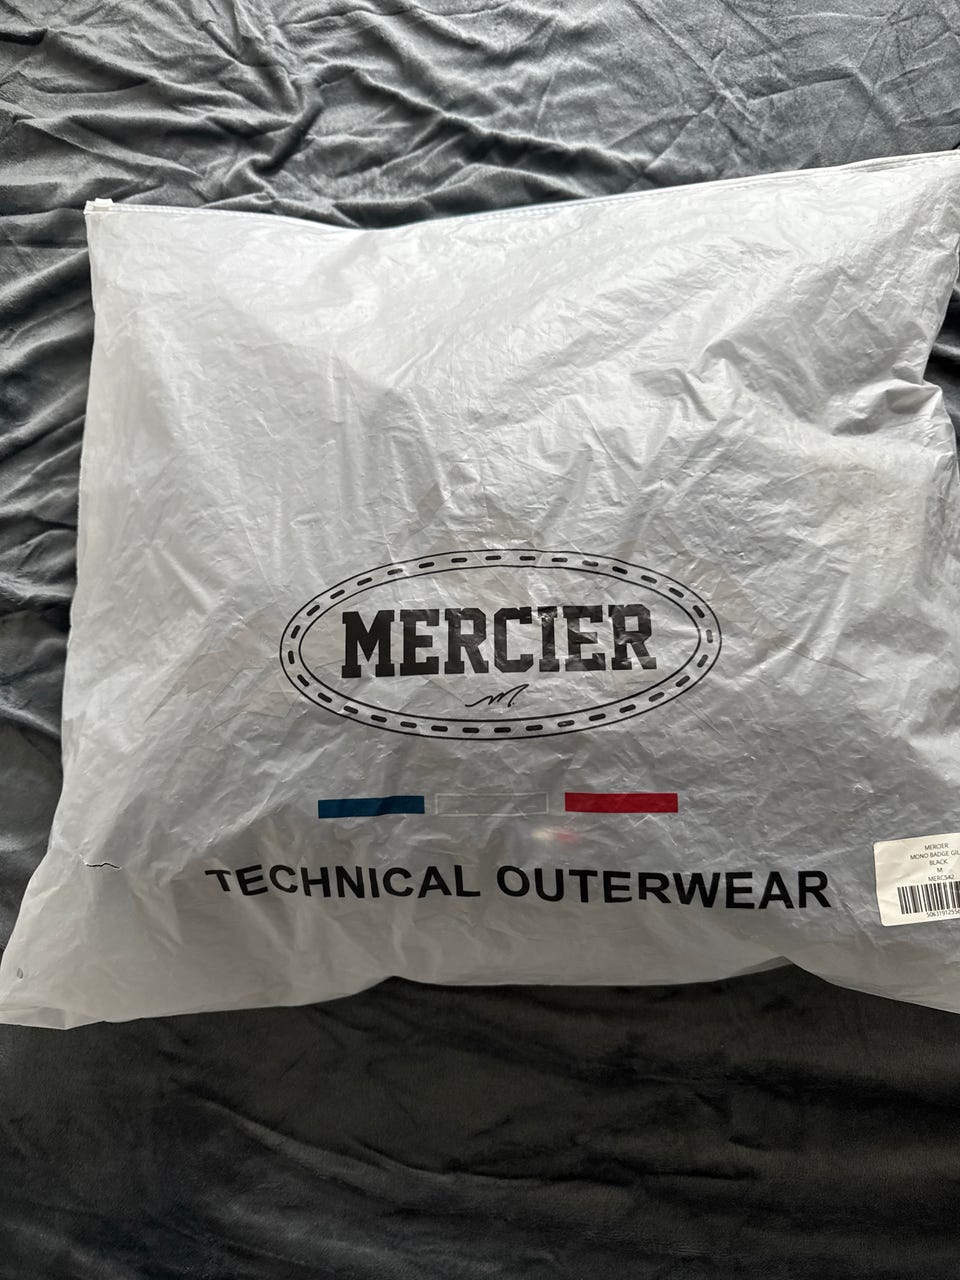 MERCIER
M.
TECHNICAL OUTERWEAR
MERCIER
MONO BADGE GIL
BLACK
M
MERC542